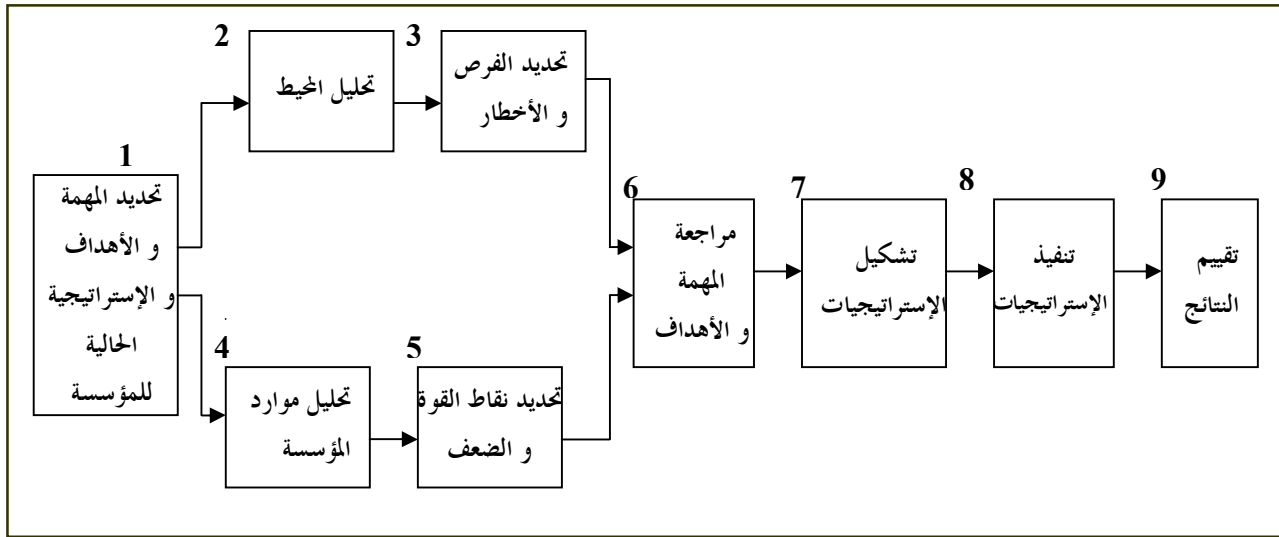 1
تحديد المهمة
و الأهداف
و الإستراتيجية
الحالية
للمؤسسة
2
تحليل المحيط
3
تحديد الفرص
و الأخطار
4
تحليل موارد
المؤسسة
5
تحديد نقاط القوة
و الضعف
6
مراجعة
المهمة
و الأهداف
7
تشكيل
الإستراتيجيات
8
تنفيذ
الإستراتيجيات
9
تقييم
النتائج